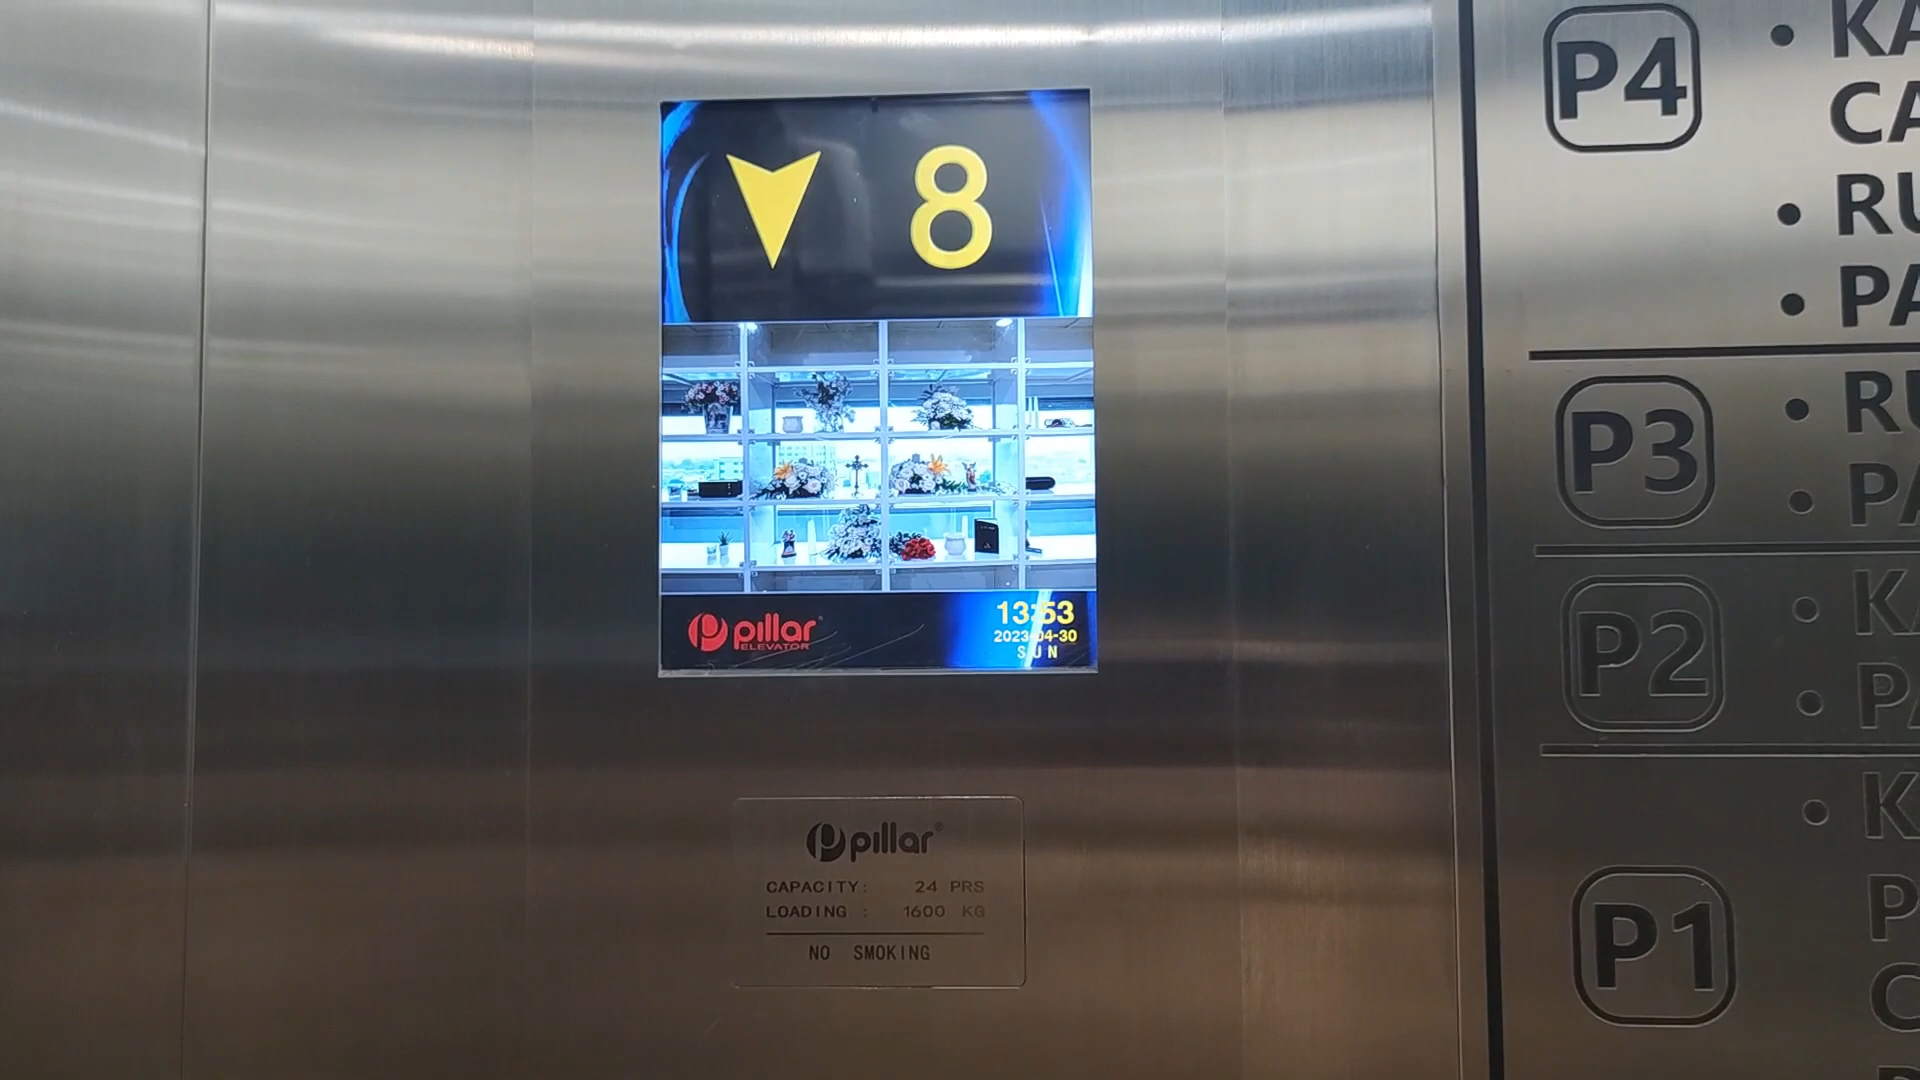 8
pillar®
ELEVATOR
13:53
2023-04-30
SUN
pillar®
CAPACITY: 24 PRS
LOADING : 1600 KG
NO SMOKING
P4
P3
P2
P1